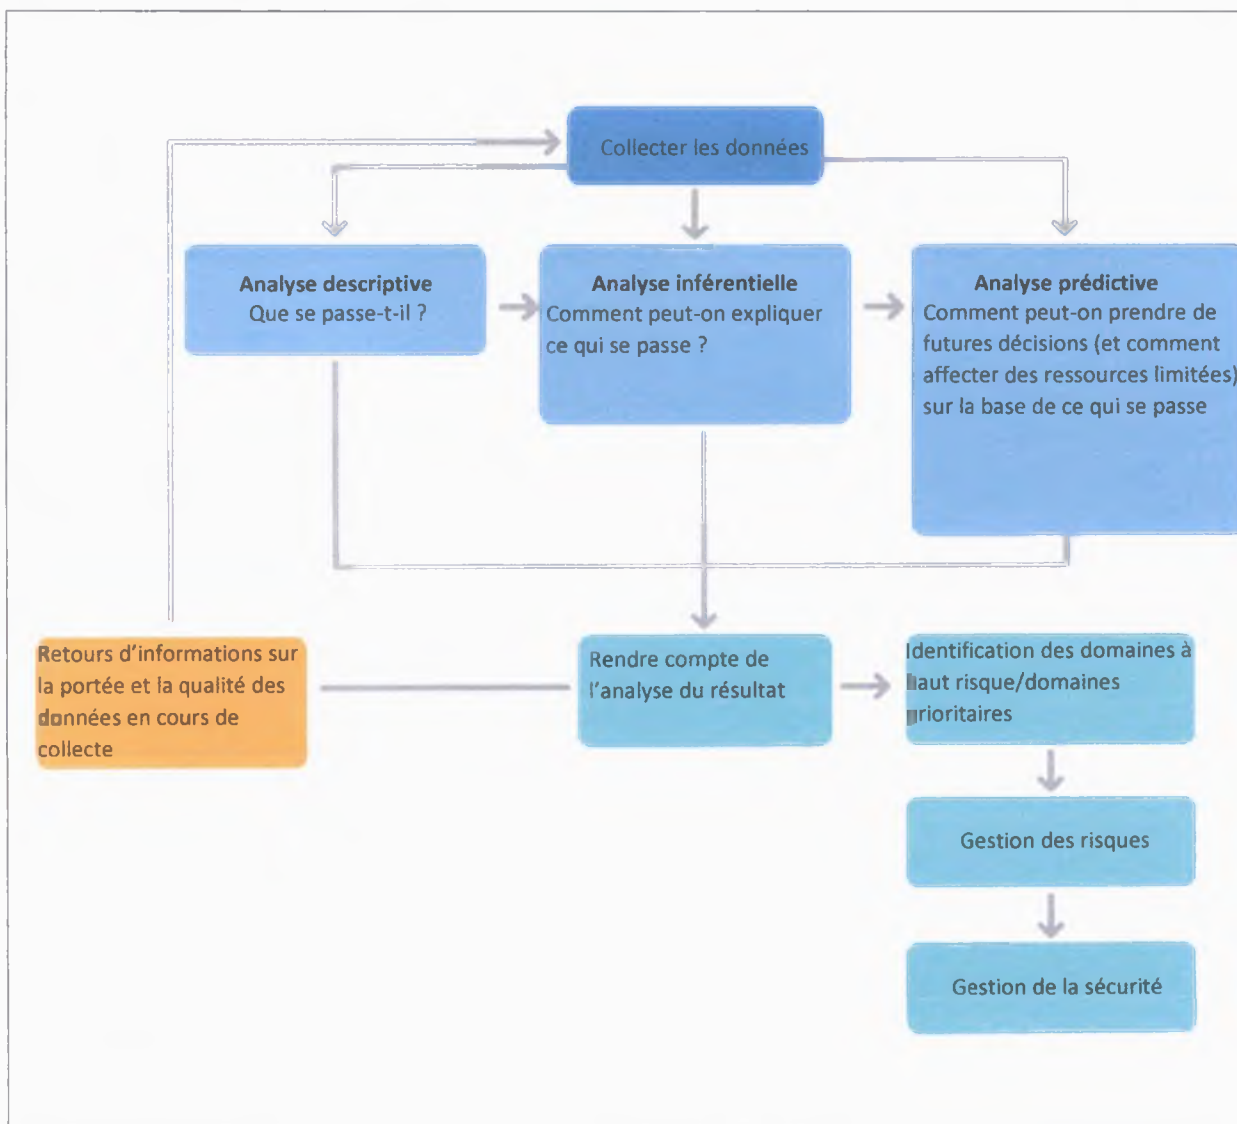 Collecter les données
Analyse descriptive
Que se passe-t-il ?
Analyse inférentielle
Comment peut-on expliquer
ce qui se passe ?
Analyse prédictive
Comment peut-on prendre de
futures décisions (et comment
affecter des ressources limitées)
sur la base de ce qui se passe
Retours d’informations sur
la portée et la qualité des
données en cours de
collecte
Rendre compte de
l’analyse du résultat
Identification des domaines à
haut risque/domaines
prioritaires
Gestion des risques
Gestion de la sécurité